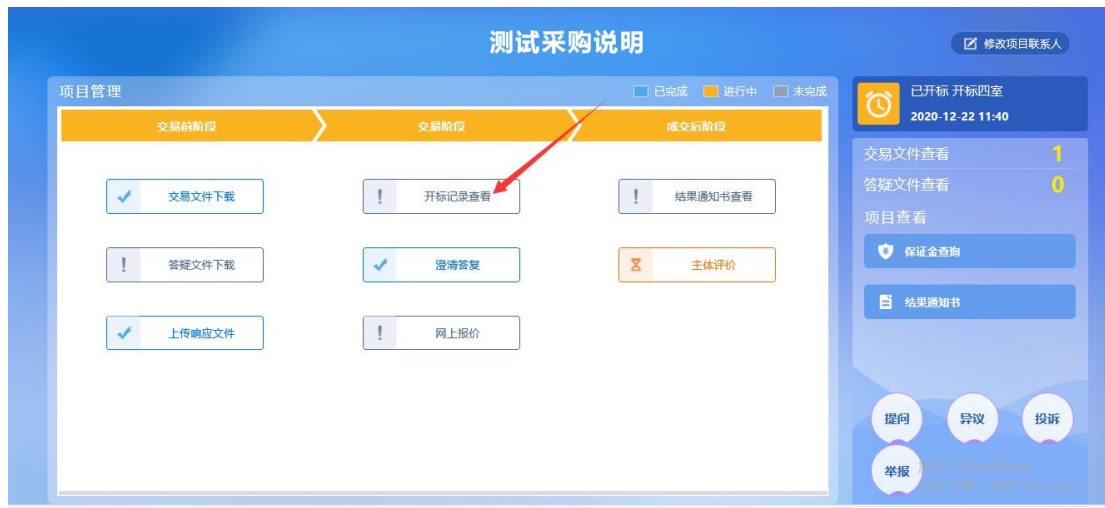 测试采购说明
修改项目联系人
项目管理
已完成 进行中 未完成
交易前阶段 交易阶段 成交后阶段
交易文件下载 开标记录查看 结果通知书查看
答疑文件下载 澄清答复 主体评价
上传响应文件 网上报价
已开标 开标四室
2020-12-22 11:40
交易文件查看 1
答疑文件查看 0
项目查看
保证金查询
结果通知书
提问 异议 投诉
举报